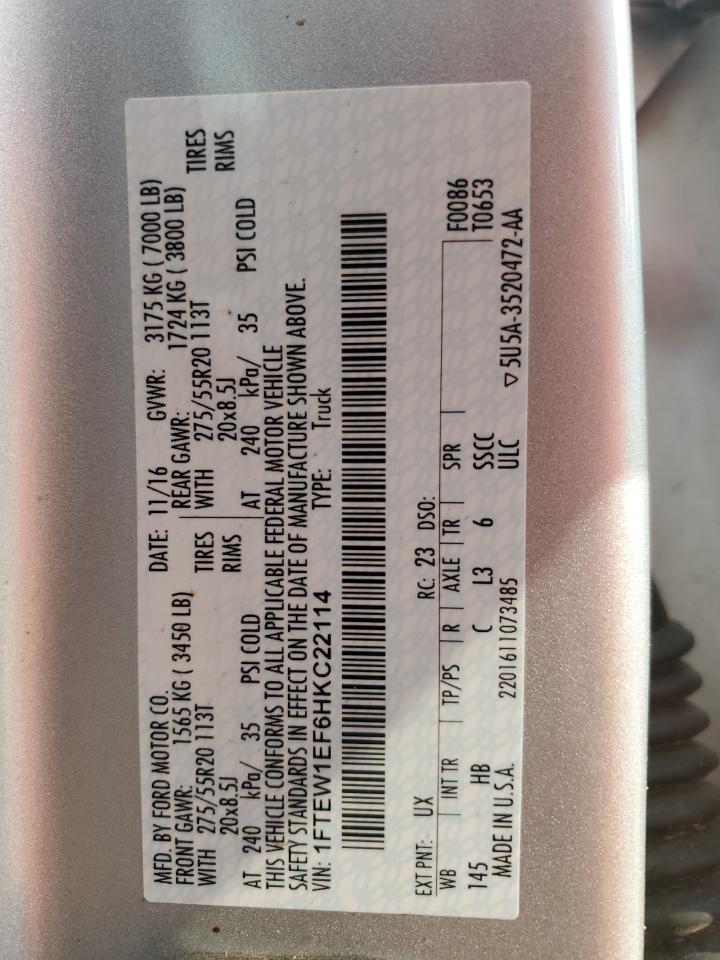 MFD. BY FORD MOTOR CO.
DATE: 11/16 GVWR: 3175 KG ( 7000 LB)
FRONT GAWR: 1565 KG ( 3450 LB) REAR GAWR: 1724 KG ( 3800 LB)
WITH 275/55R20 113T TIRES WITH 275/55R20 113T TIRES
20x8.5J RIMS 20x8.5J RIMS
AT 240 kPa/ 35 PSI COLD AT 240 kPa/ 35 PSI COLD
THIS VEHICLE CONFORMS TO ALL APPLICABLE FEDERAL MOTOR VEHICLE
SAFETY STANDARDS IN EFFECT ON THE DATE OF MANUFACTURE SHOWN ABOVE.
VIN: 1FTEW1EF6HKC22114 TYPE: Truck
EXT PNT: UX RC: 23 DSO:
WB INT TR TP/PS R AXLE TR SPR F0086
145 HB C L3 6 SSCC T0653
MADE IN U.S.A. 2201611073485 ULC ▽ 5U5A-3520472-AA